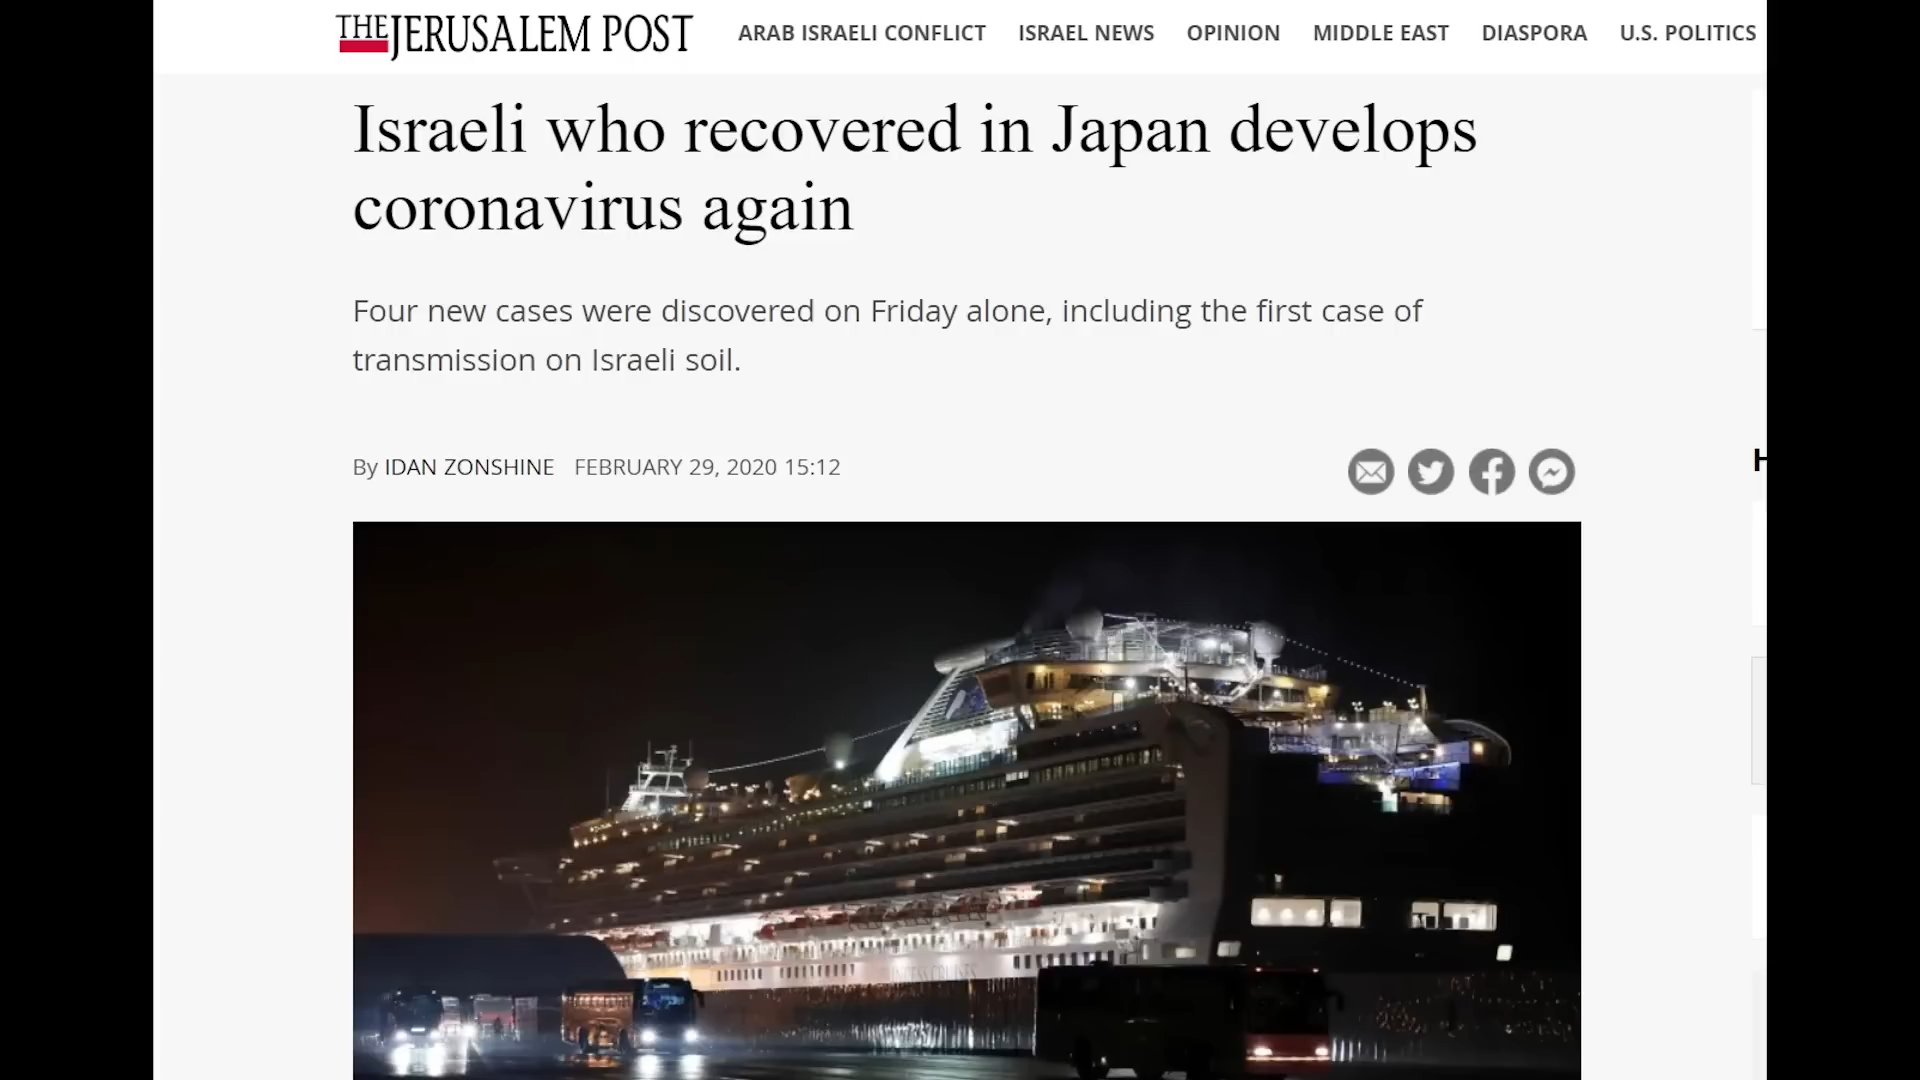 THE JERUSALEM POST
ARAB ISRAELI CONFLICT ISRAEL NEWS OPINION MIDDLE EAST DIASPORA U.S. POLITICS
Israeli who recovered in Japan develops
coronavirus again
Four new cases were discovered on Friday alone, including the first case of
transmission on Israeli soil.
By IDAN ZONSHINE FEBRUARY 29, 2020 15:12